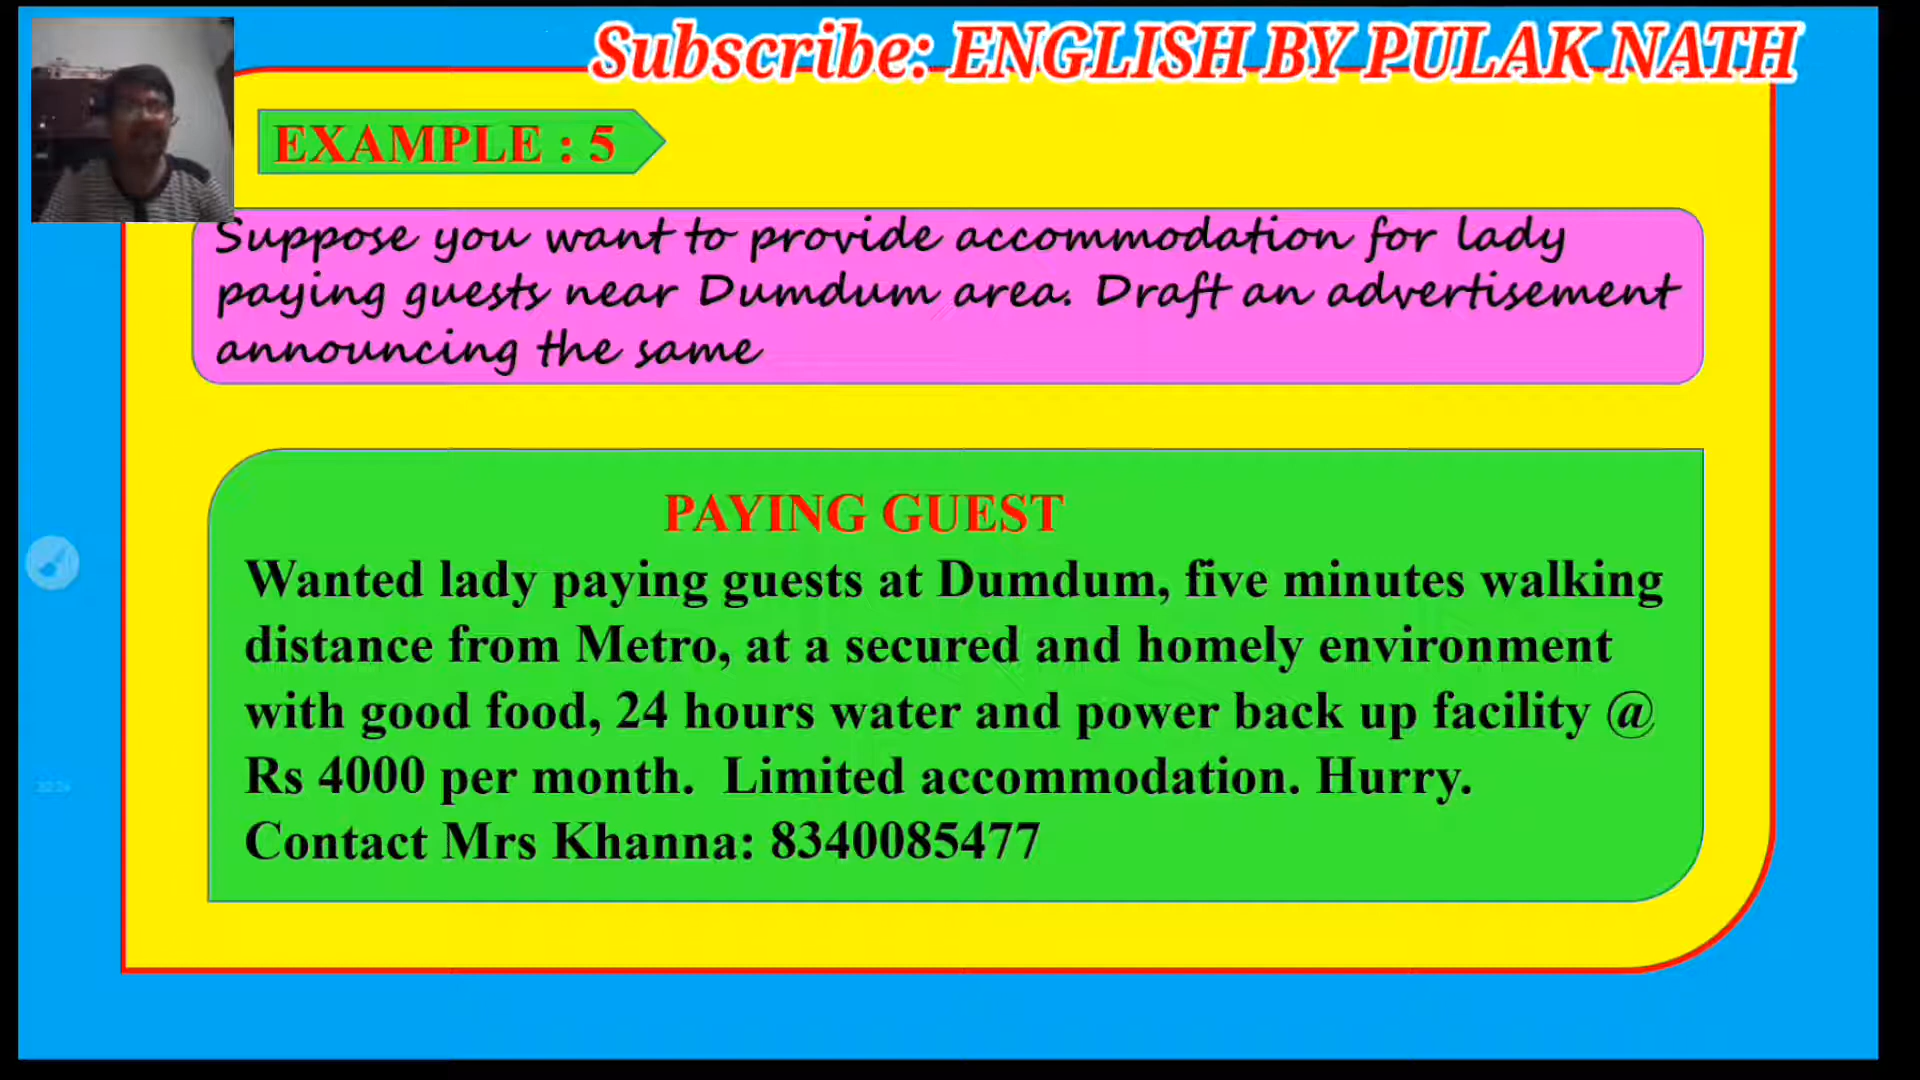 Subscribe: ENGLISH BY PULAK NATH
EXAMPLE : 5
Suppose you want to provide accommodation for lady
paying guests near Dumdum area. Draft an advertisement
announcing the same
PAYING GUEST
Wanted lady paying guests at Dumdum, five minutes walking
distance from Metro, at a secured and homely environment
with good food, 24 hours water and power back up facility @
Rs 4000 per month. Limited accommodation. Hurry.
Contact Mrs Khanna: 8340085477